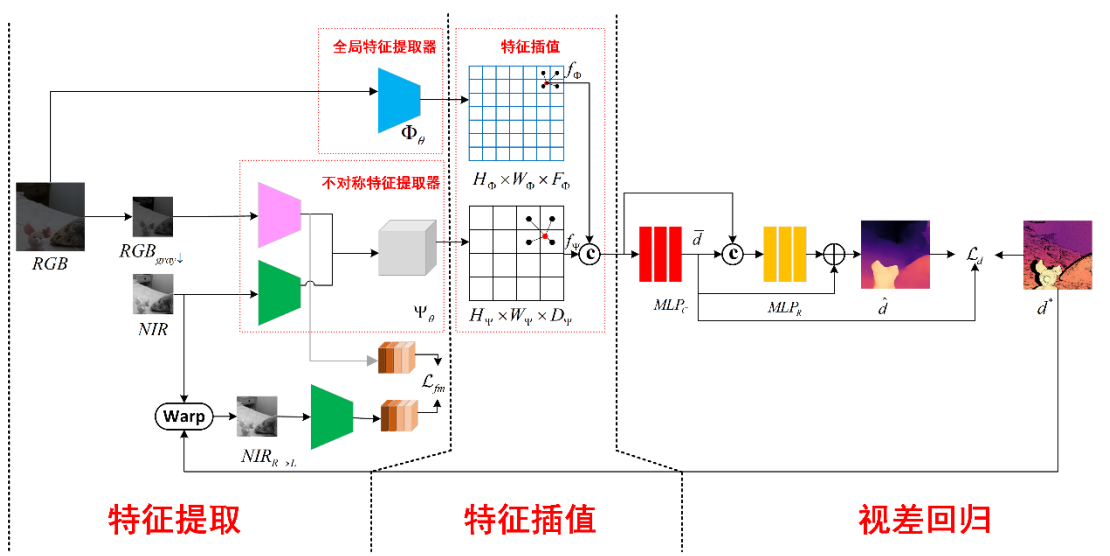 全局特征提取器
特征插值
f_Φ
Φ_θ
H_Φ × W_Φ × F_Φ
不对称特征提取器
RGB
RGB_gray↓
NIR
Ψ_θ
f_Ψ
c
H_Ψ × W_Ψ × D_Ψ
MLP_C
d̅
c
MLP_R
d̂
ℒ_d
d*
ℒ_fm
Warp
NIR_R→L
特征提取
特征插值
视差回归